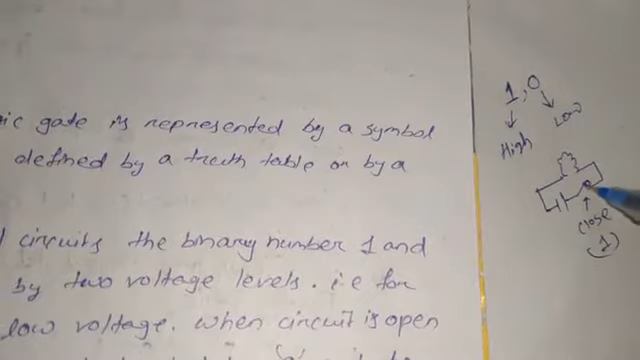 ic gate is represented by a symbol
defined by a truth table or by a
circuits the binary number 1 and
by two voltage levels. i.e for
low voltage. when circuit is open
1, 0
Low
High
close
(1)